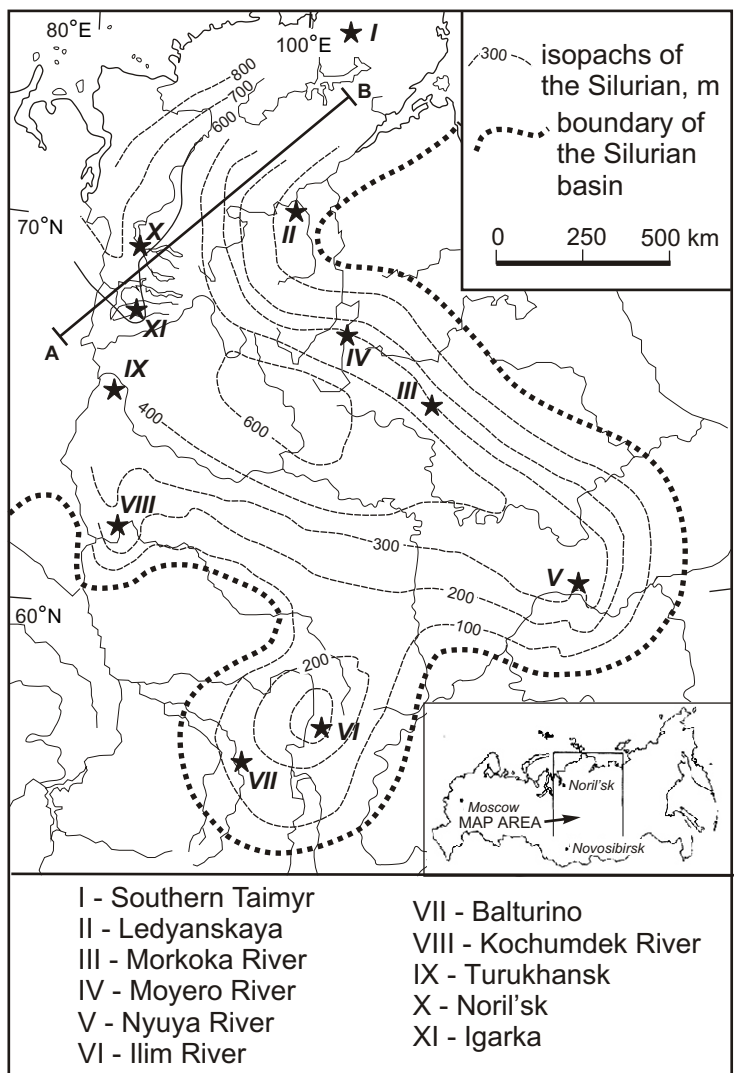 80°E
100°E
I
B
800
700
600
300
isopachs of
the Silurian, m
boundary of
the Silurian
basin
0 250 500 km
70°N
X
II
XI
A
IV
IX
III
400
600
VIII
300
V
200
100
60°N
200
VI
VII
Noril'sk
Moscow
MAP AREA
Novosibirsk
I - Southern Taimyr
II - Ledyanskaya
III - Morkoka River
IV - Moyero River
V - Nyuya River
VI - Ilim River
VII - Balturino
VIII - Kochumdek River
IX - Turukhansk
X - Noril'sk
XI - Igarka